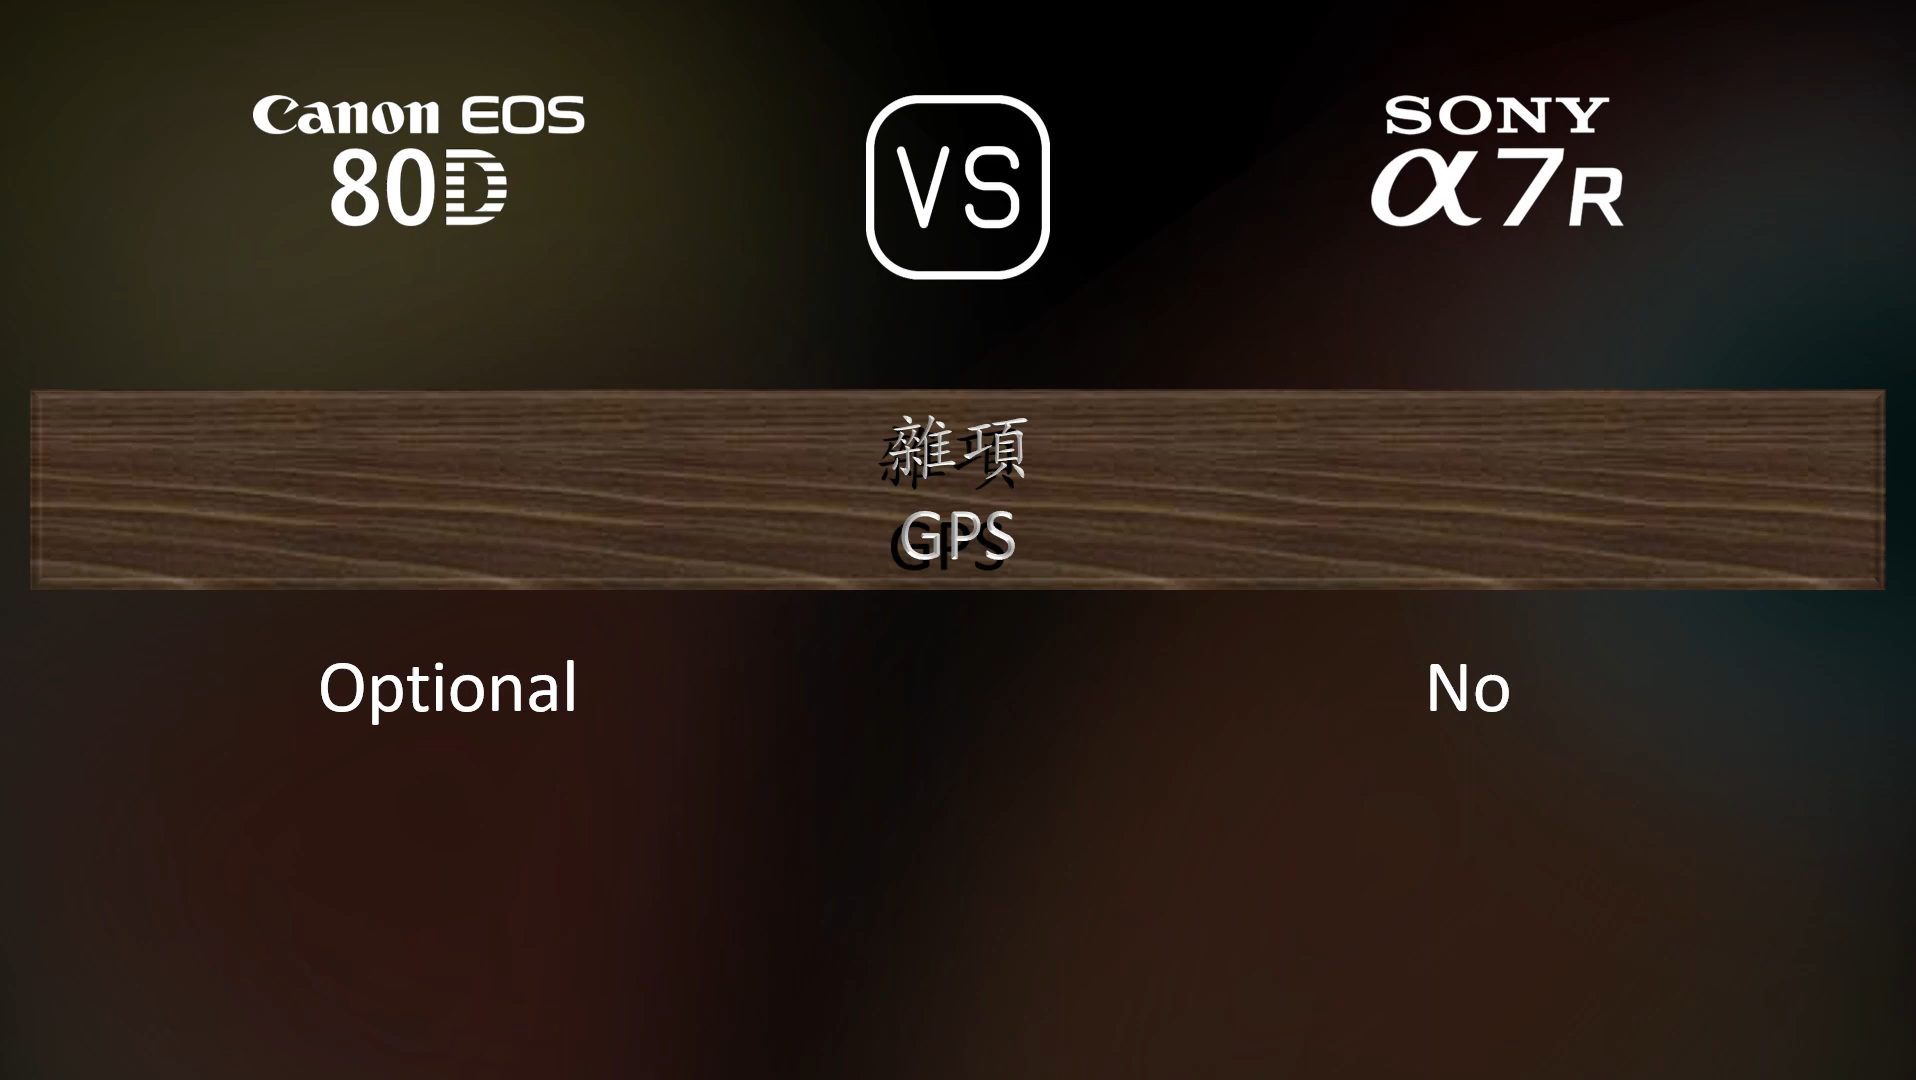 Canon EOS
80D
VS
SONY
α7R
雜項
GPS
Optional
No